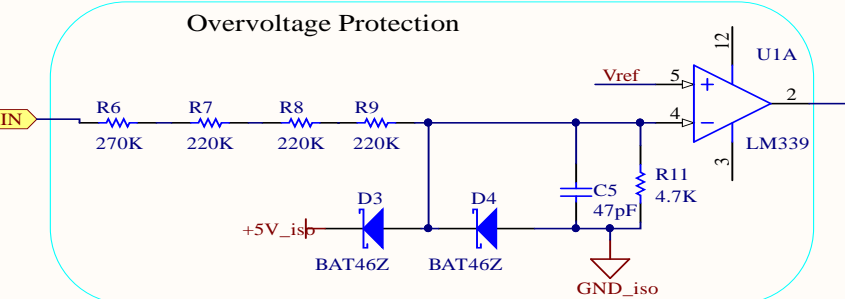 Overvoltage Protection
12
U1A
Vref
5
IN
R6
R7
R8
R9
4
2
270K
220K
220K
220K
LM339
3
R11
4.7K
C5
47pF
D3
D4
+5V_iso
BAT46Z
BAT46Z
GND_iso